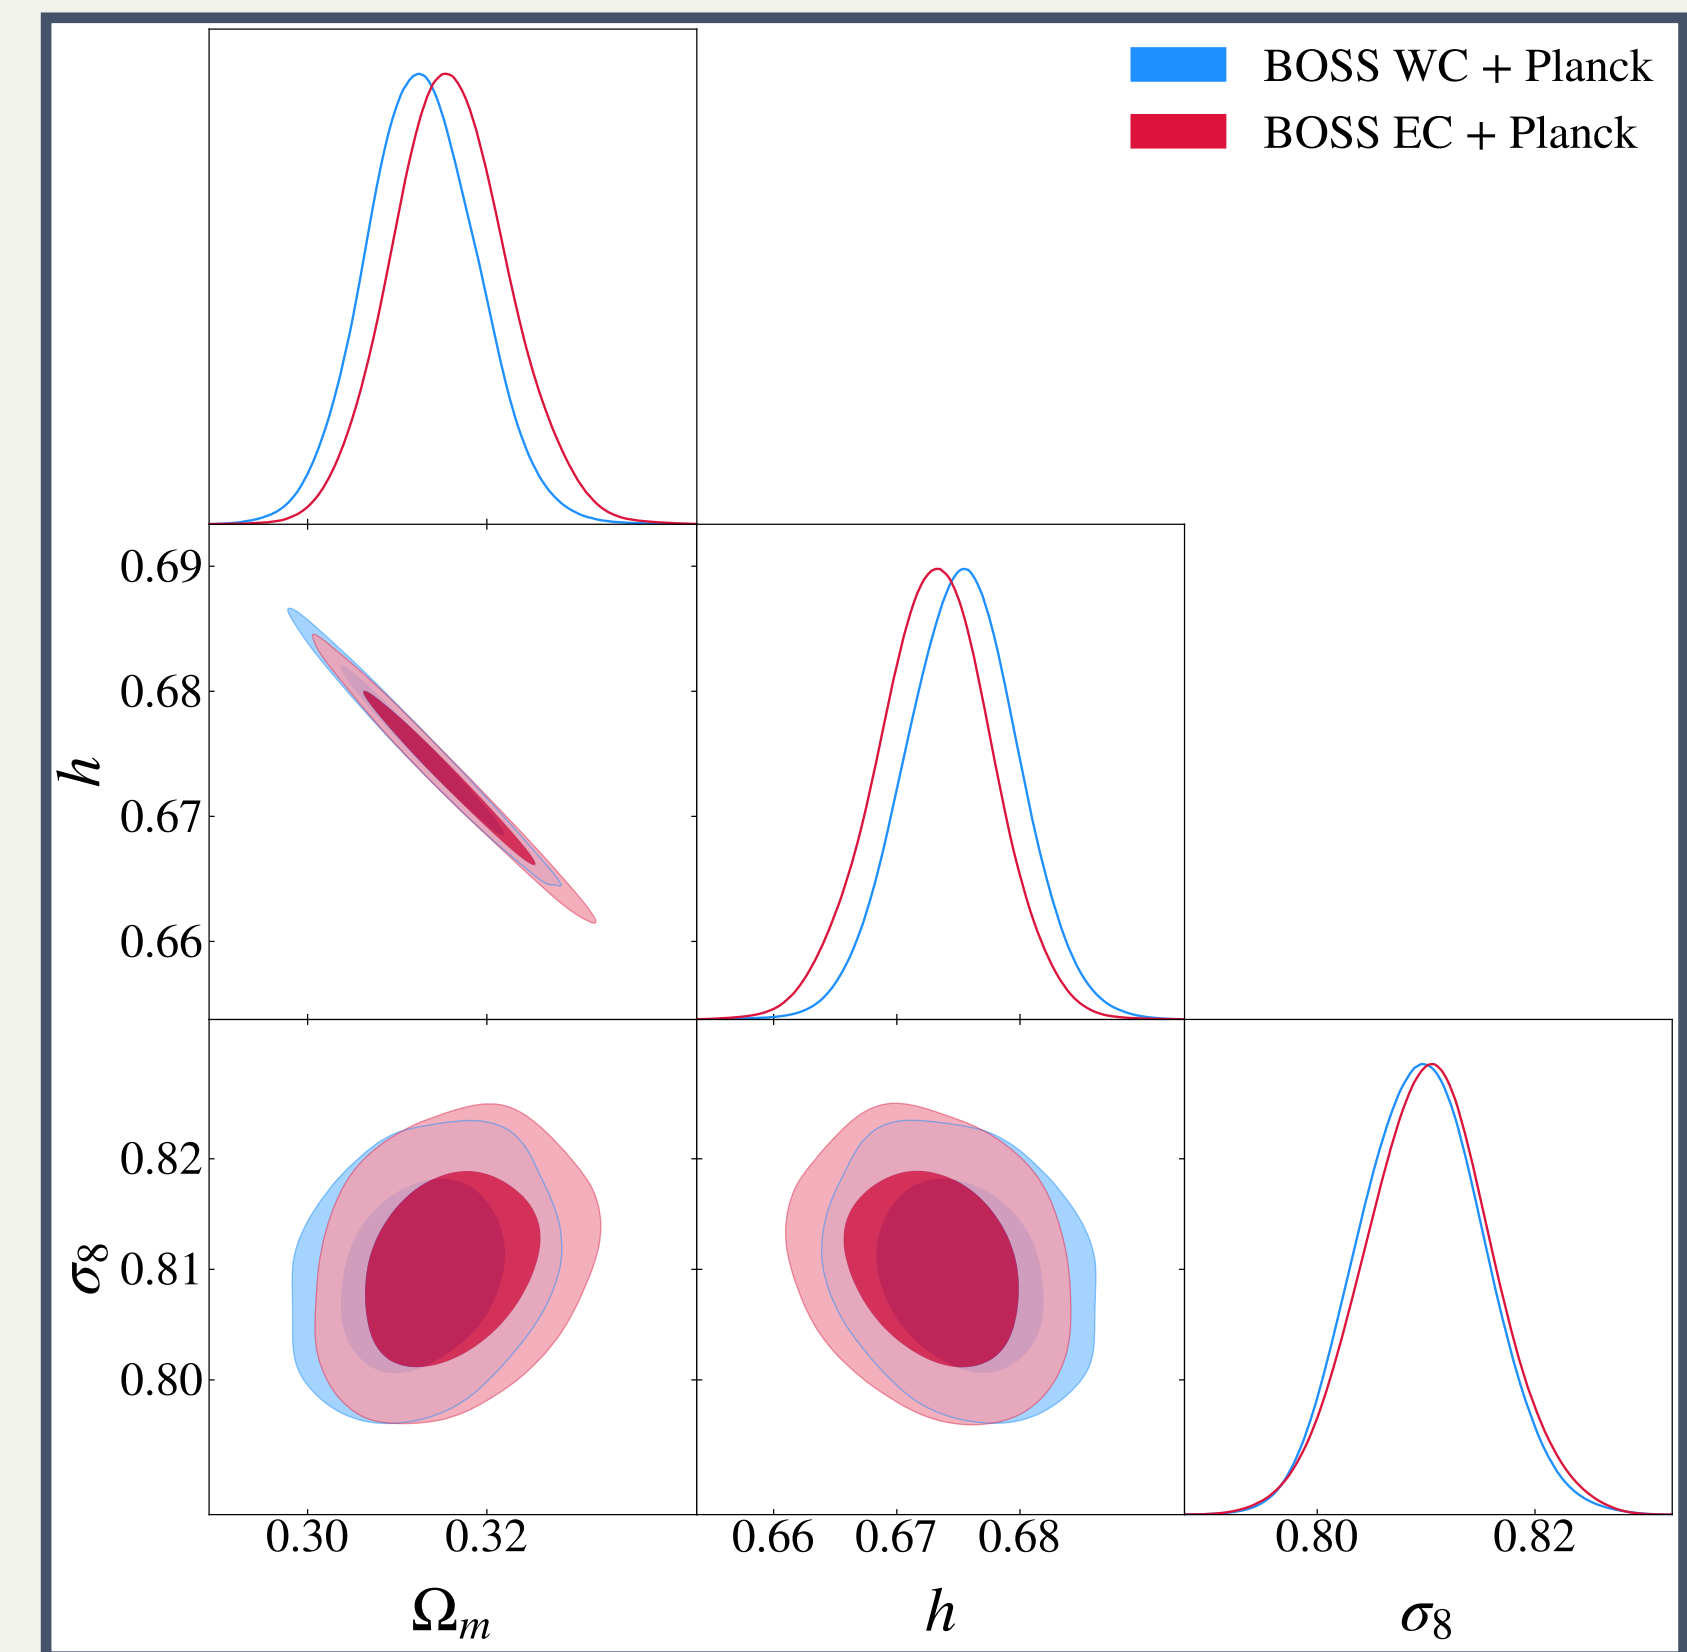 BOSS WC + Planck
BOSS EC + Planck
0.69
0.68
0.67
0.66
h
0.82
0.81
0.80
σ₈
0.30 0.32 0.66 0.67 0.68 0.80 0.82
Ωₘ h σ₈